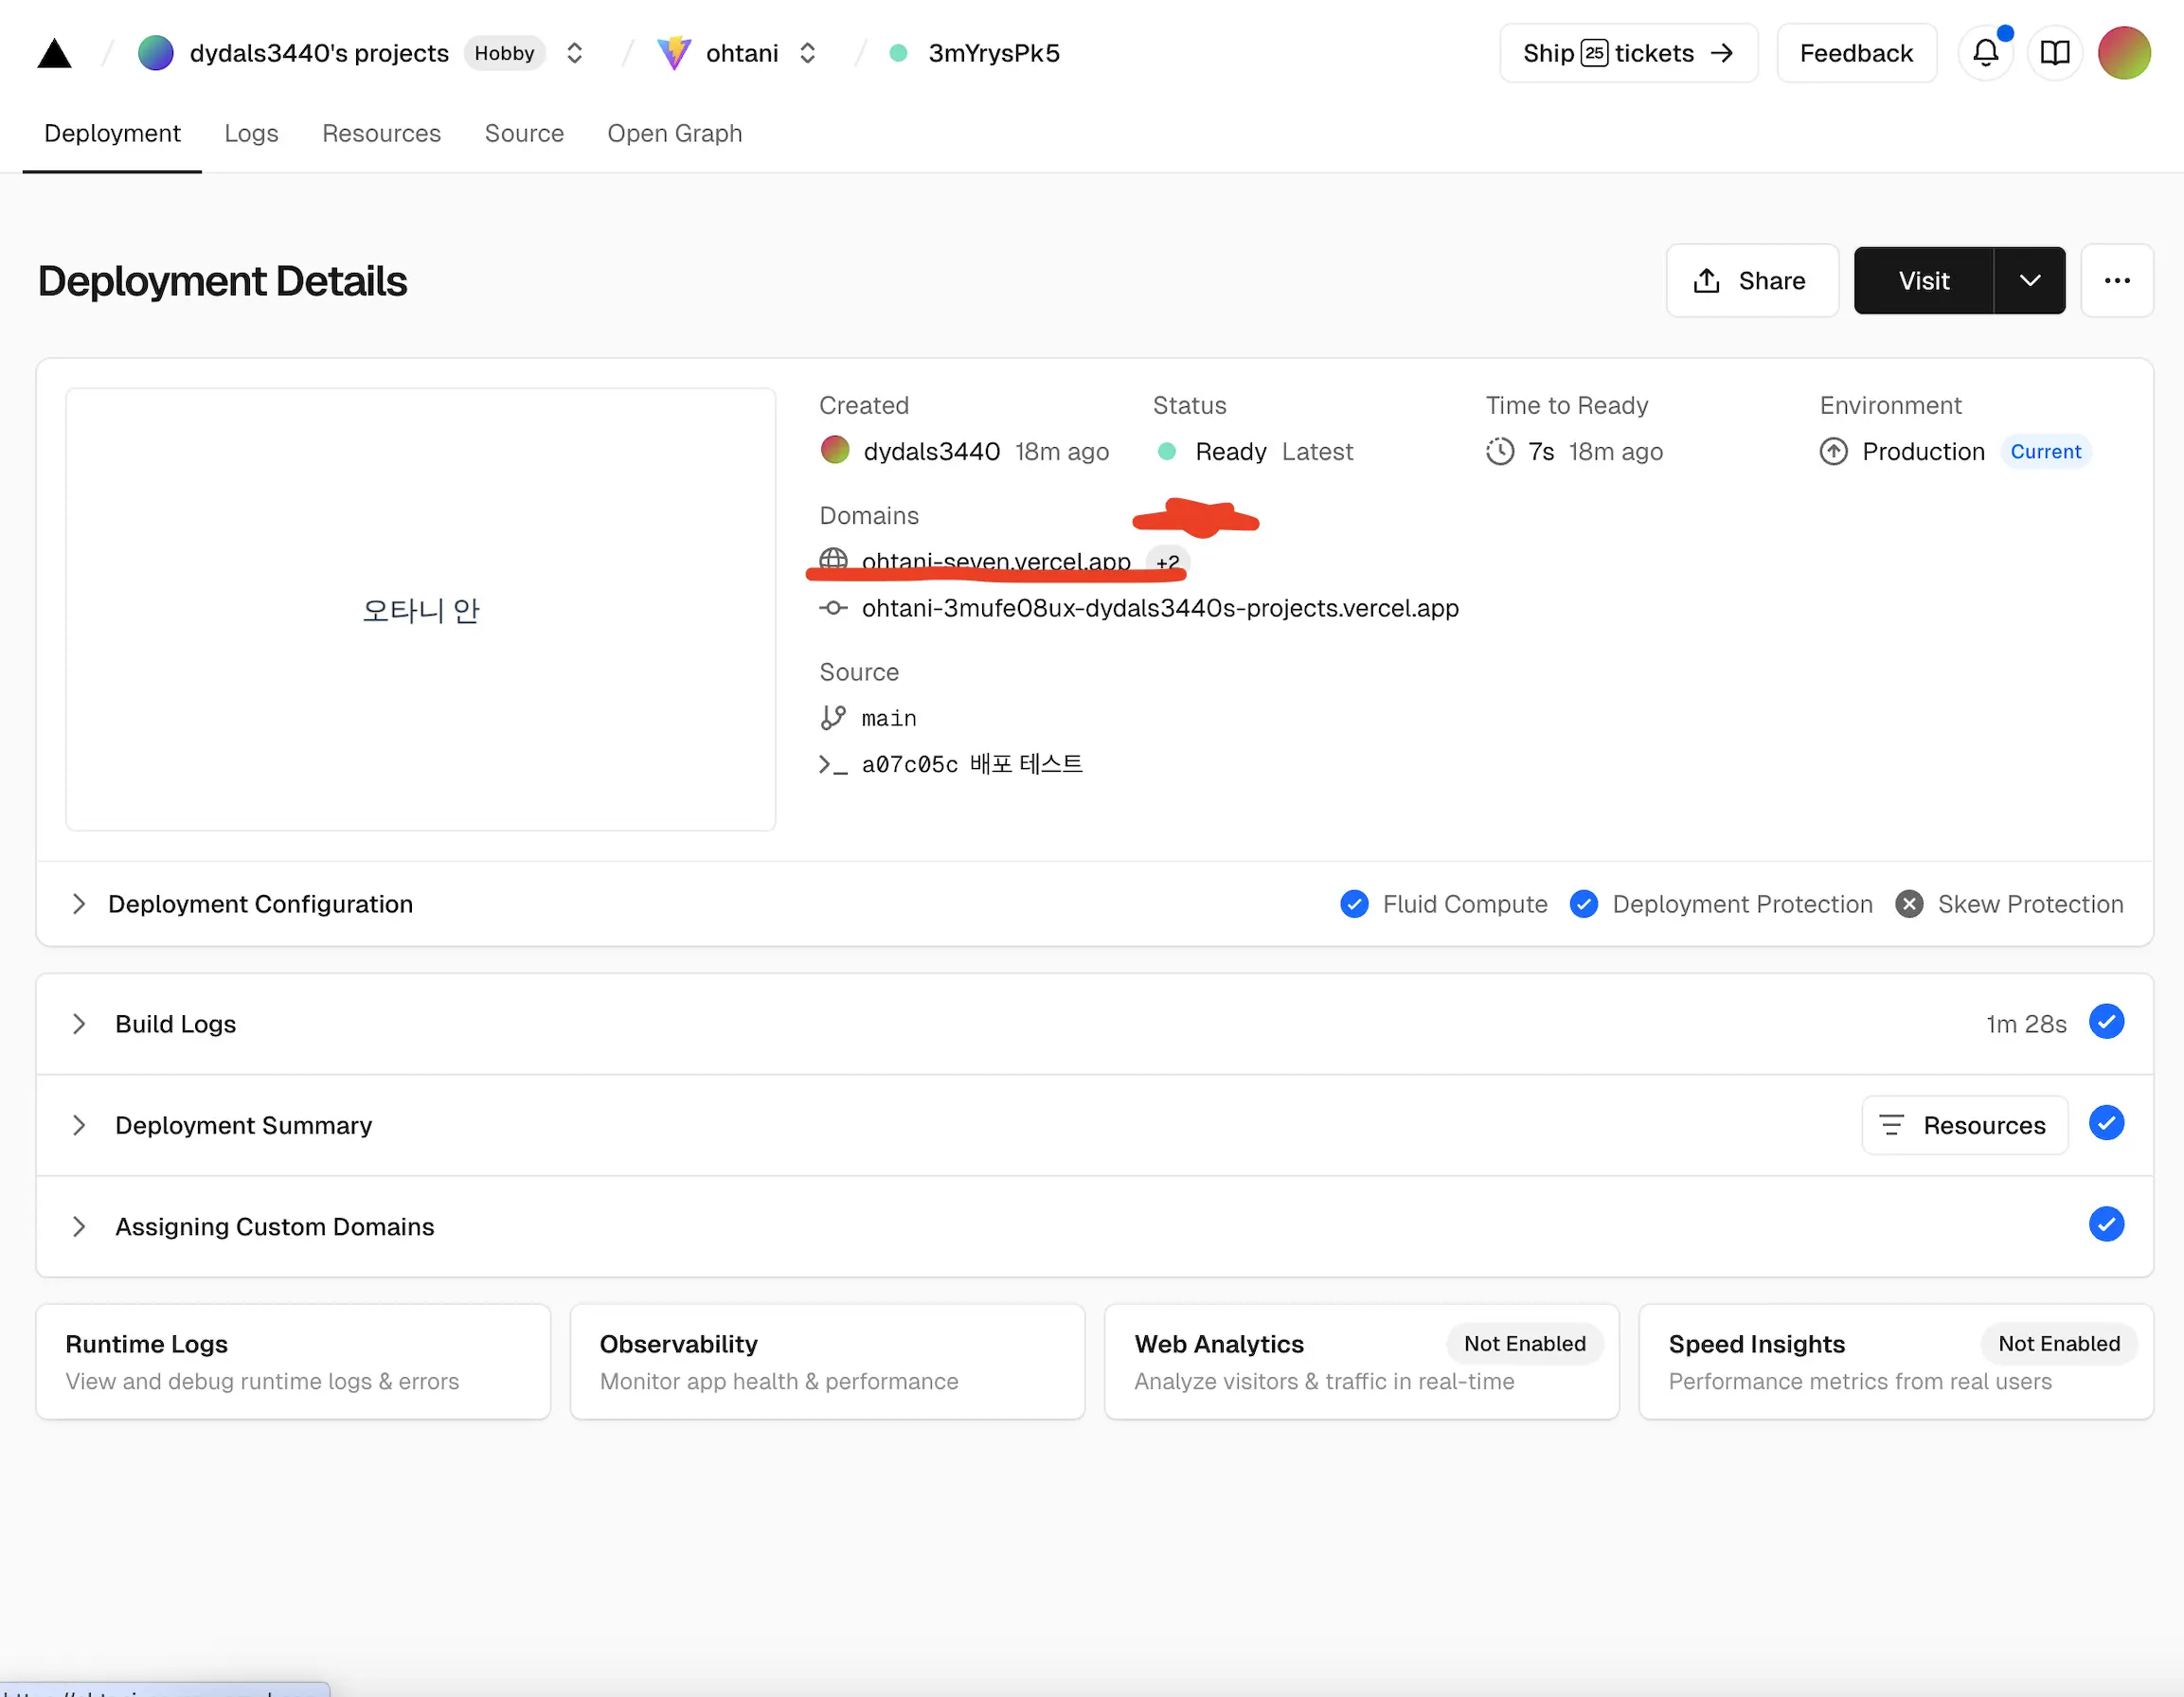 dydals3440's projects Hobby ohtani 3mYrysPk5 Ship 25 tickets → Feedback
Deployment Logs Resources Source Open Graph
Deployment Details Share Visit
Created Status Time to Ready Environment
dydals3440 18m ago Ready Latest 7s 18m ago Production Current
Domains
ohtani-seven.vercel.app +2
ohtani-3mufe08ux-dydals3440s-projects.vercel.app
오타니 안
Source
main
a07c05c 배포 테스트
Deployment Configuration Fluid Compute Deployment Protection Skew Protection
Build Logs 1m 28s
Deployment Summary Resources
Assigning Custom Domains
Runtime Logs
View and debug runtime logs & errors
Observability
Monitor app health & performance
Web Analytics Not Enabled
Analyze visitors & traffic in real-time
Speed Insights Not Enabled
Performance metrics from real users